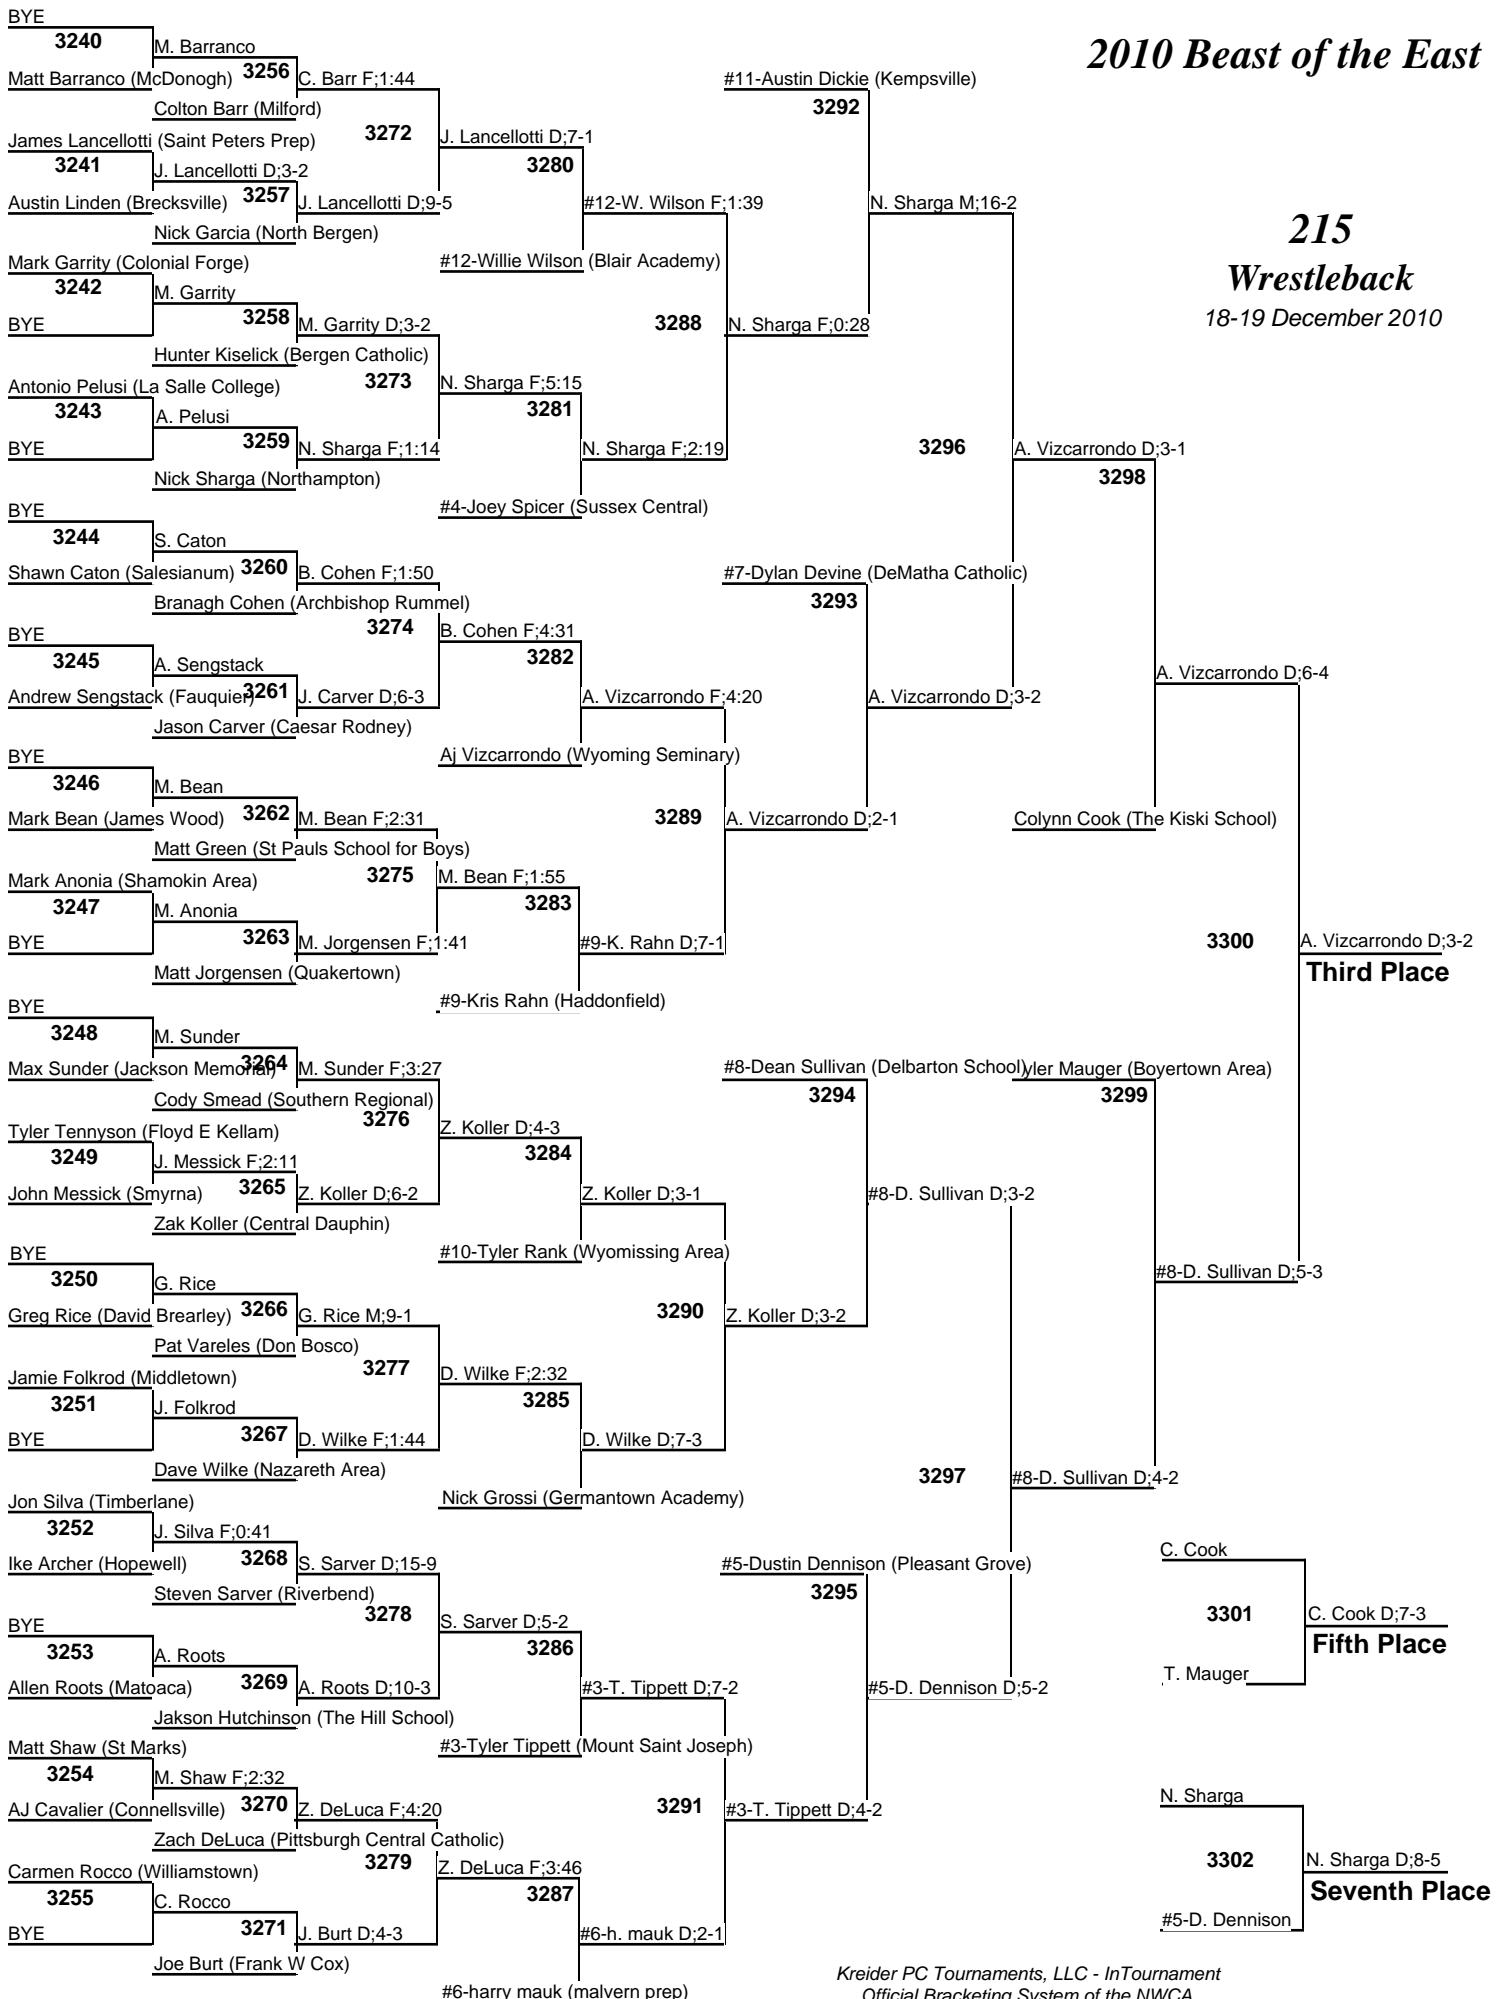 2010 Beast of the East
215
Wrestleback
18-19 December 2010
BYE
3240
Matt Barranco (McDonogh)
James Lancellotti (Saint Peters Prep)
3241
Austin Linden (Brecksville)
Mark Garrity (Colonial Forge)
3242
BYE
Antonio Pelusi (La Salle College)
3243
BYE
BYE
3244
Shawn Caton (Salesianum)
BYE
3245
Andrew Sengstack (Fauquier)
BYE
3246
Mark Bean (James Wood)
Mark Anonia (Shamokin Area)
3247
BYE
BYE
3248
Max Sunder (Jackson Memorial)
Tyler Tennyson (Floyd E Kellam)
3249
John Messick (Smyrna)
BYE
3250
Greg Rice (David Brearley)
Jamie Folkrod (Middletown)
3251
BYE
Jon Silva (Timberlane)
3252
Ike Archer (Hopewell)
BYE
3253
Allen Roots (Matoaca)
Matt Shaw (St Marks)
3254
AJ Cavalier (Connellsville)
Carmen Rocco (Williamstown)
3255
BYE
M. Barranco
3256
Colton Barr (Milford)
J. Lancellotti D;3-2
3257
Nick Garcia (North Bergen)
M. Garrity
3258
Hunter Kiselick (Bergen Catholic)
A. Pelusi
3259
Nick Sharga (Northampton)
S. Caton
3260
Branagh Cohen (Archbishop Rummel)
A. Sengstack
3261
Jason Carver (Caesar Rodney)
M. Bean
3262
Matt Green (St Pauls School for Boys)
M. Anonia
3263
Matt Jorgensen (Quakertown)
M. Sunder
3264
Cody Smead (Southern Regional)
J. Messick F;2:11
3265
Zak Koller (Central Dauphin)
G. Rice
3266
Pat Vareles (Don Bosco)
J. Folkrod
3267
Dave Wilke (Nazareth Area)
J. Silva F;0:41
3268
Steven Sarver (Riverbend)
A. Roots
3269
Jakson Hutchinson (The Hill School)
M. Shaw F;2:32
3270
Zach DeLuca (Pittsburgh Central Catholic)
C. Rocco
3271
Joe Burt (Frank W Cox)
C. Barr F;1:44
3272
J. Lancellotti D;9-5
M. Garrity D;3-2
3273
N. Sharga F;1:14
B. Cohen F;1:50
3274
J. Carver D;6-3
M. Bean F;2:31
3275
M. Jorgensen F;1:41
M. Sunder F;3:27
3276
Z. Koller D;6-2
G. Rice M;9-1
3277
D. Wilke F;1:44
S. Sarver D;15-9
3278
A. Roots D;10-3
Z. DeLuca F;4:20
3279
J. Burt D;4-3
J. Lancellotti D;7-1
3280
#12-Willie Wilson (Blair Academy)
N. Sharga F;5:15
3281
#4-Joey Spicer (Sussex Central)
B. Cohen F;4:31
3282
Aj Vizcarrondo (Wyoming Seminary)
M. Bean F;1:55
3283
#9-Kris Rahn (Haddonfield)
Z. Koller D;4-3
3284
#10-Tyler Rank (Wyomissing Area)
D. Wilke F;2:32
3285
Nick Grossi (Germantown Academy)
S. Sarver D;5-2
3286
#3-Tyler Tippett (Mount Saint Joseph)
Z. DeLuca F;3:46
3287
#6-harry mauk (malvern prep)
#12-W. Wilson F;1:39
3288
N. Sharga F;2:19
A. Vizcarrondo F;4:20
3289
#9-K. Rahn D;7-1
Z. Koller D;3-1
3290
D. Wilke D;7-3
#3-T. Tippett D;7-2
3291
#6-h. mauk D;2-1
#11-Austin Dickie (Kempsville)
3292
N. Sharga F;0:28
#7-Dylan Devine (DeMatha Catholic)
3293
A. Vizcarrondo D;2-1
#8-Dean Sullivan (Delbarton School)
3294
Z. Koller D;3-2
#5-Dustin Dennison (Pleasant Grove)
3295
#3-T. Tippett D;4-2
N. Sharga M;16-2
3296
A. Vizcarrondo D;3-2
#8-D. Sullivan D;3-2
3297
#5-D. Dennison D;5-2
A. Vizcarrondo D;3-1
3298
Colynn Cook (The Kiski School)
yler Mauger (Boyertown Area)
3299
#8-D. Sullivan D;4-2
A. Vizcarrondo D;6-4
3300
#8-D. Sullivan D;5-3
A. Vizcarrondo D;3-2
Third Place
C. Cook
3301
T. Mauger
C. Cook D;7-3
Fifth Place
N. Sharga
3302
#5-D. Dennison
N. Sharga D;8-5
Seventh Place
Kreider PC Tournaments, LLC - InTournament
Official Bracketing System of the NWCA